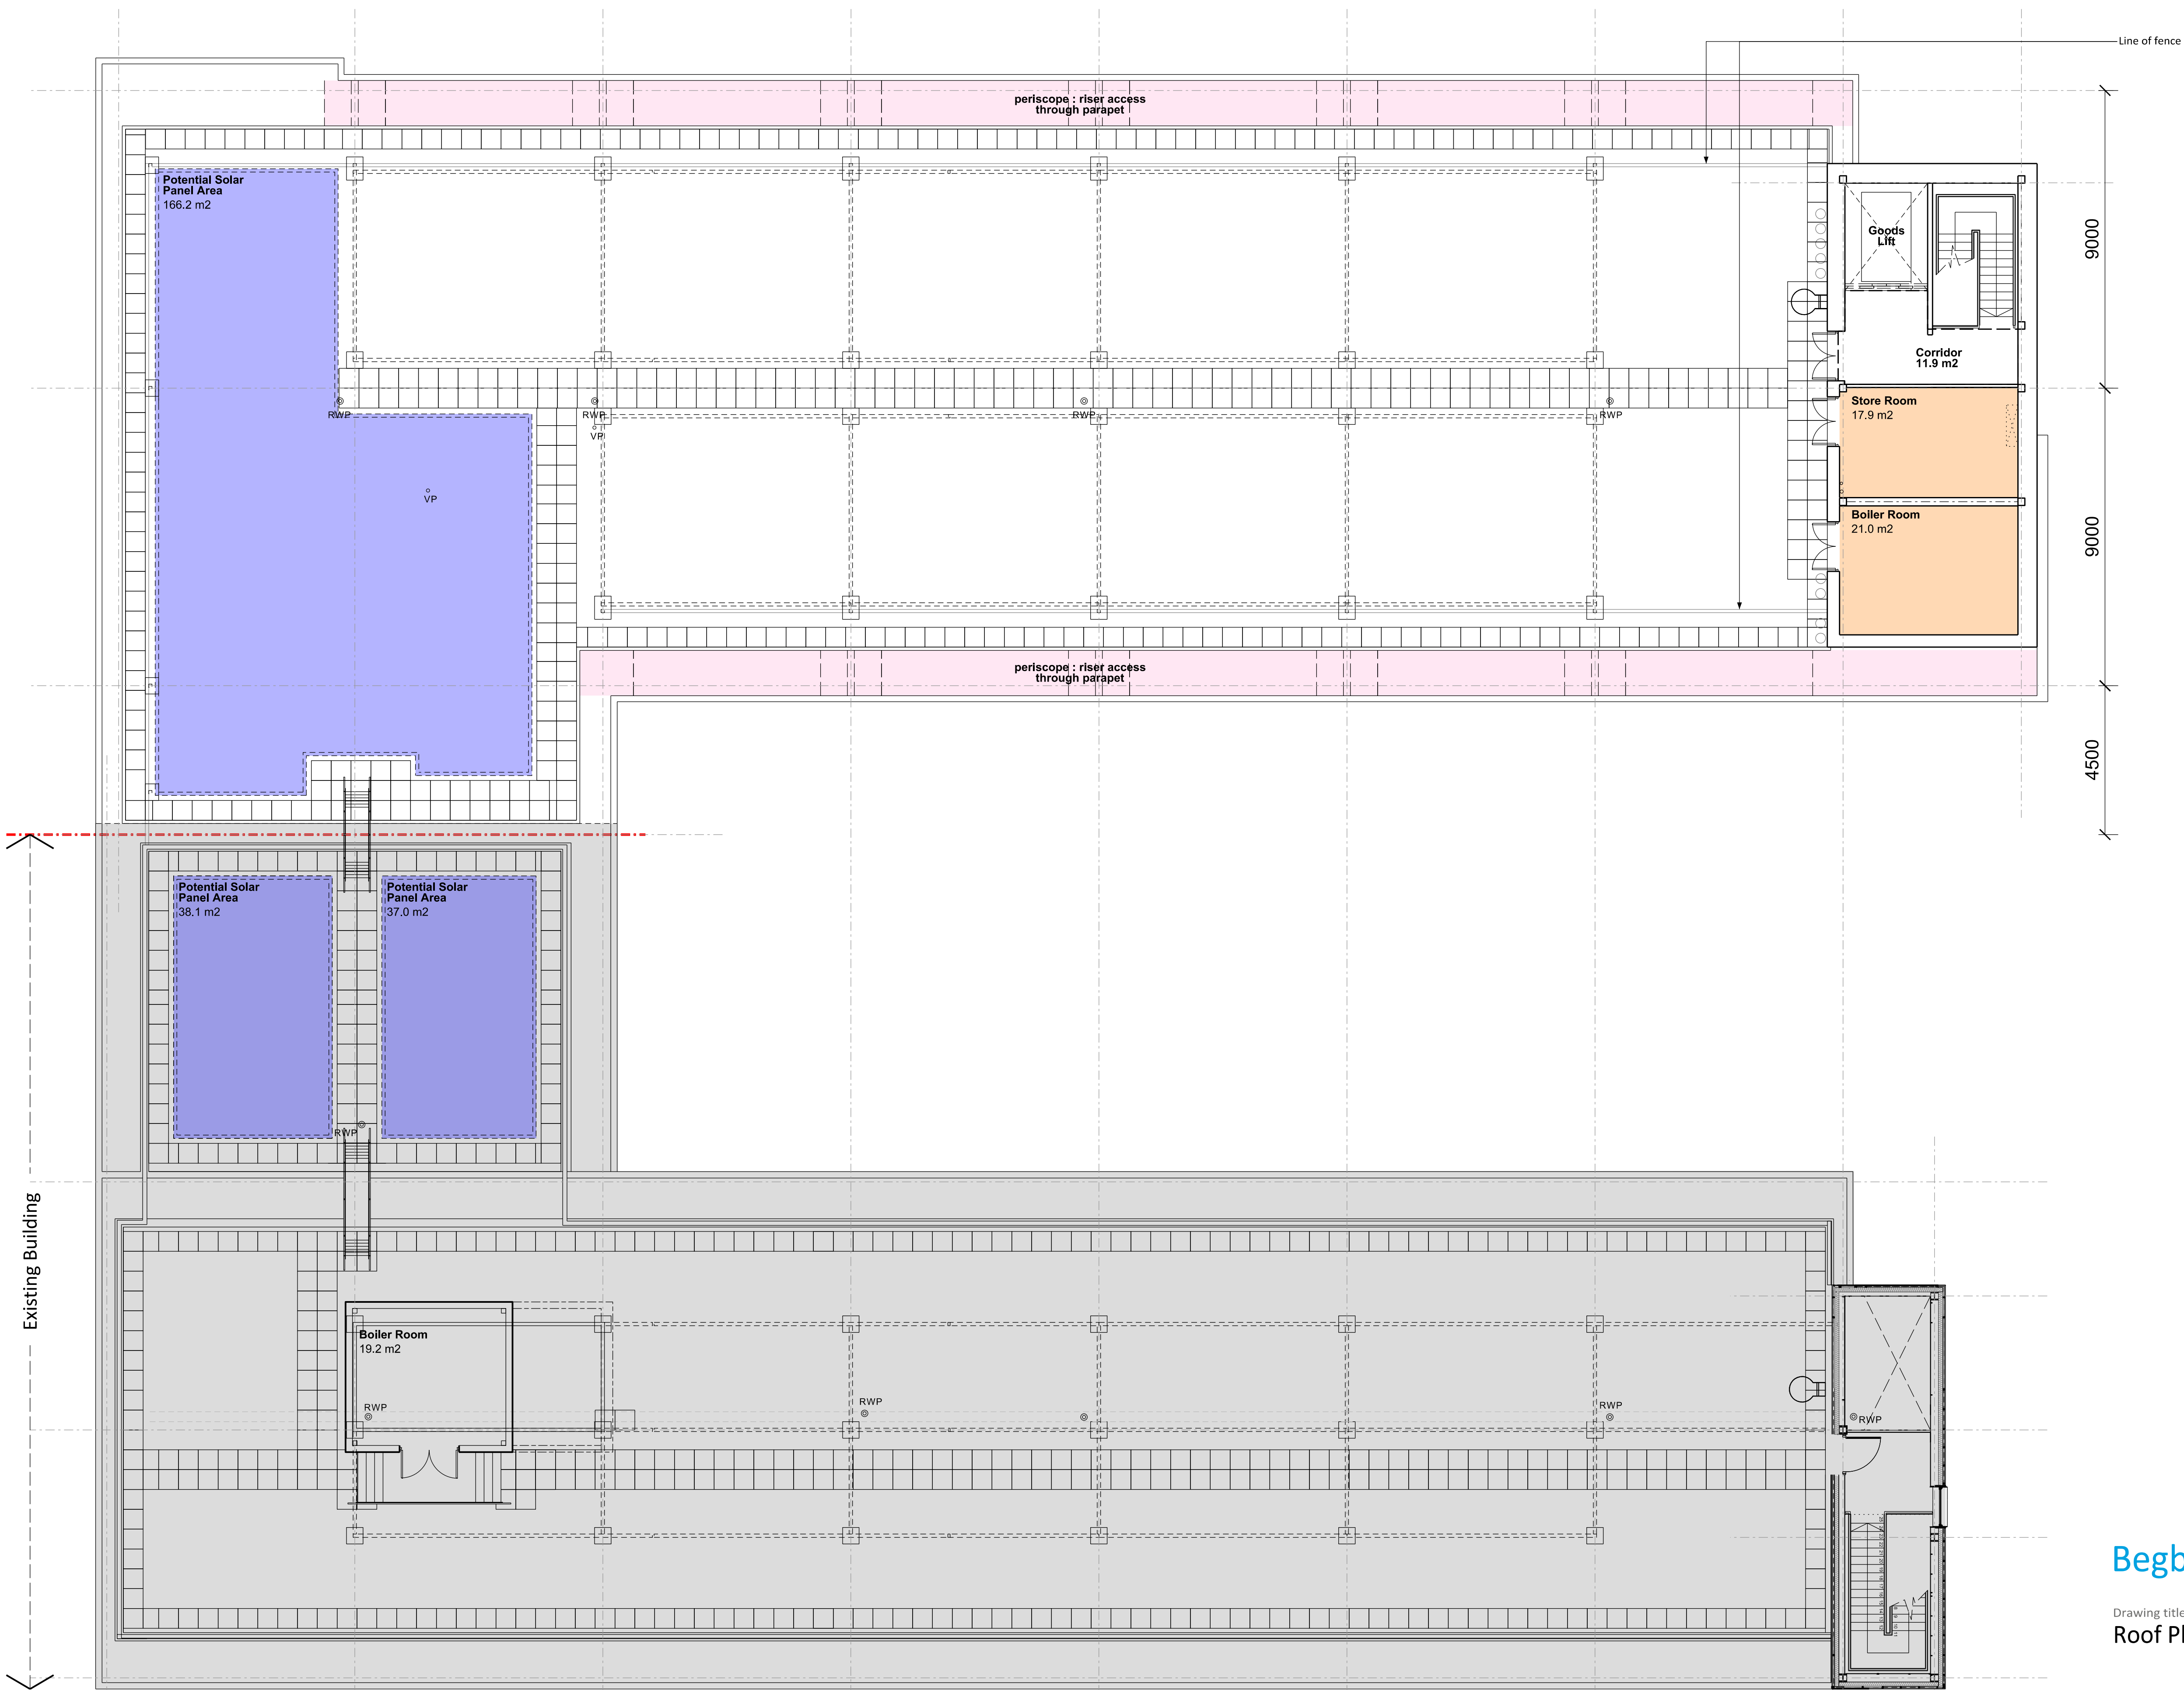 Line of fence
periscope : riser access
through parapet
Potential Solar
Panel Area
166.2 m2
Goods
Lift
9000
Corridor
11.9 m2
RWP
RWP
RWP
RWP
VP
Store Room
17.9 m2
VP
Boiler Room
21.0 m2
9000
periscope : riser access
through parapet
4500
Potential Solar
Panel Area
38.1 m2
Potential Solar
Panel Area
37.0 m2
RWP
Existing Building
Boiler Room
19.2 m2
RWP
RWP
RWP
RWP
Begb
Drawing title
Roof Pl